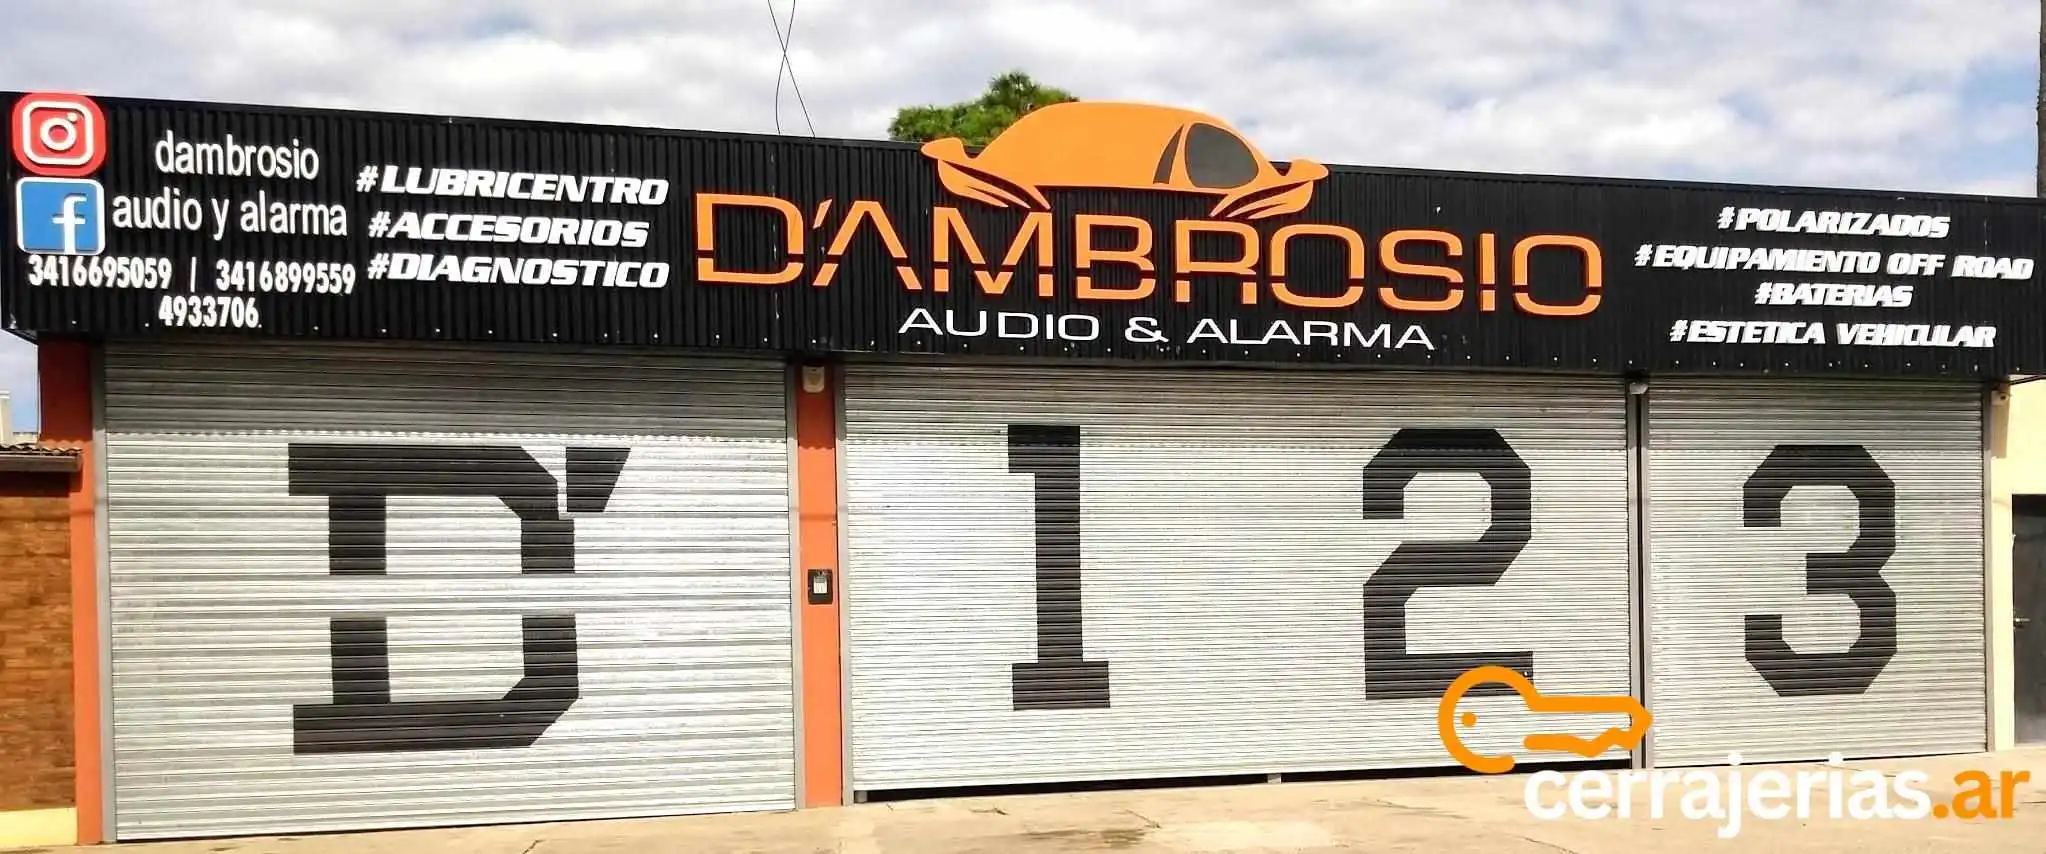 dambrosio
audio y alarma
3416695059 | 3416899559
4933706
#LUBRICENTRO
#ACCESORIOS
#DIAGNOSTICO
D'AMBROSIO
AUDIO & ALARMA
#POLARIZADOS
#EQUIPAMIENTO OFF ROAD
#BATERIAS
#ESTETICA VEHICULAR
D' 1 2 3
cerrajerias.ar